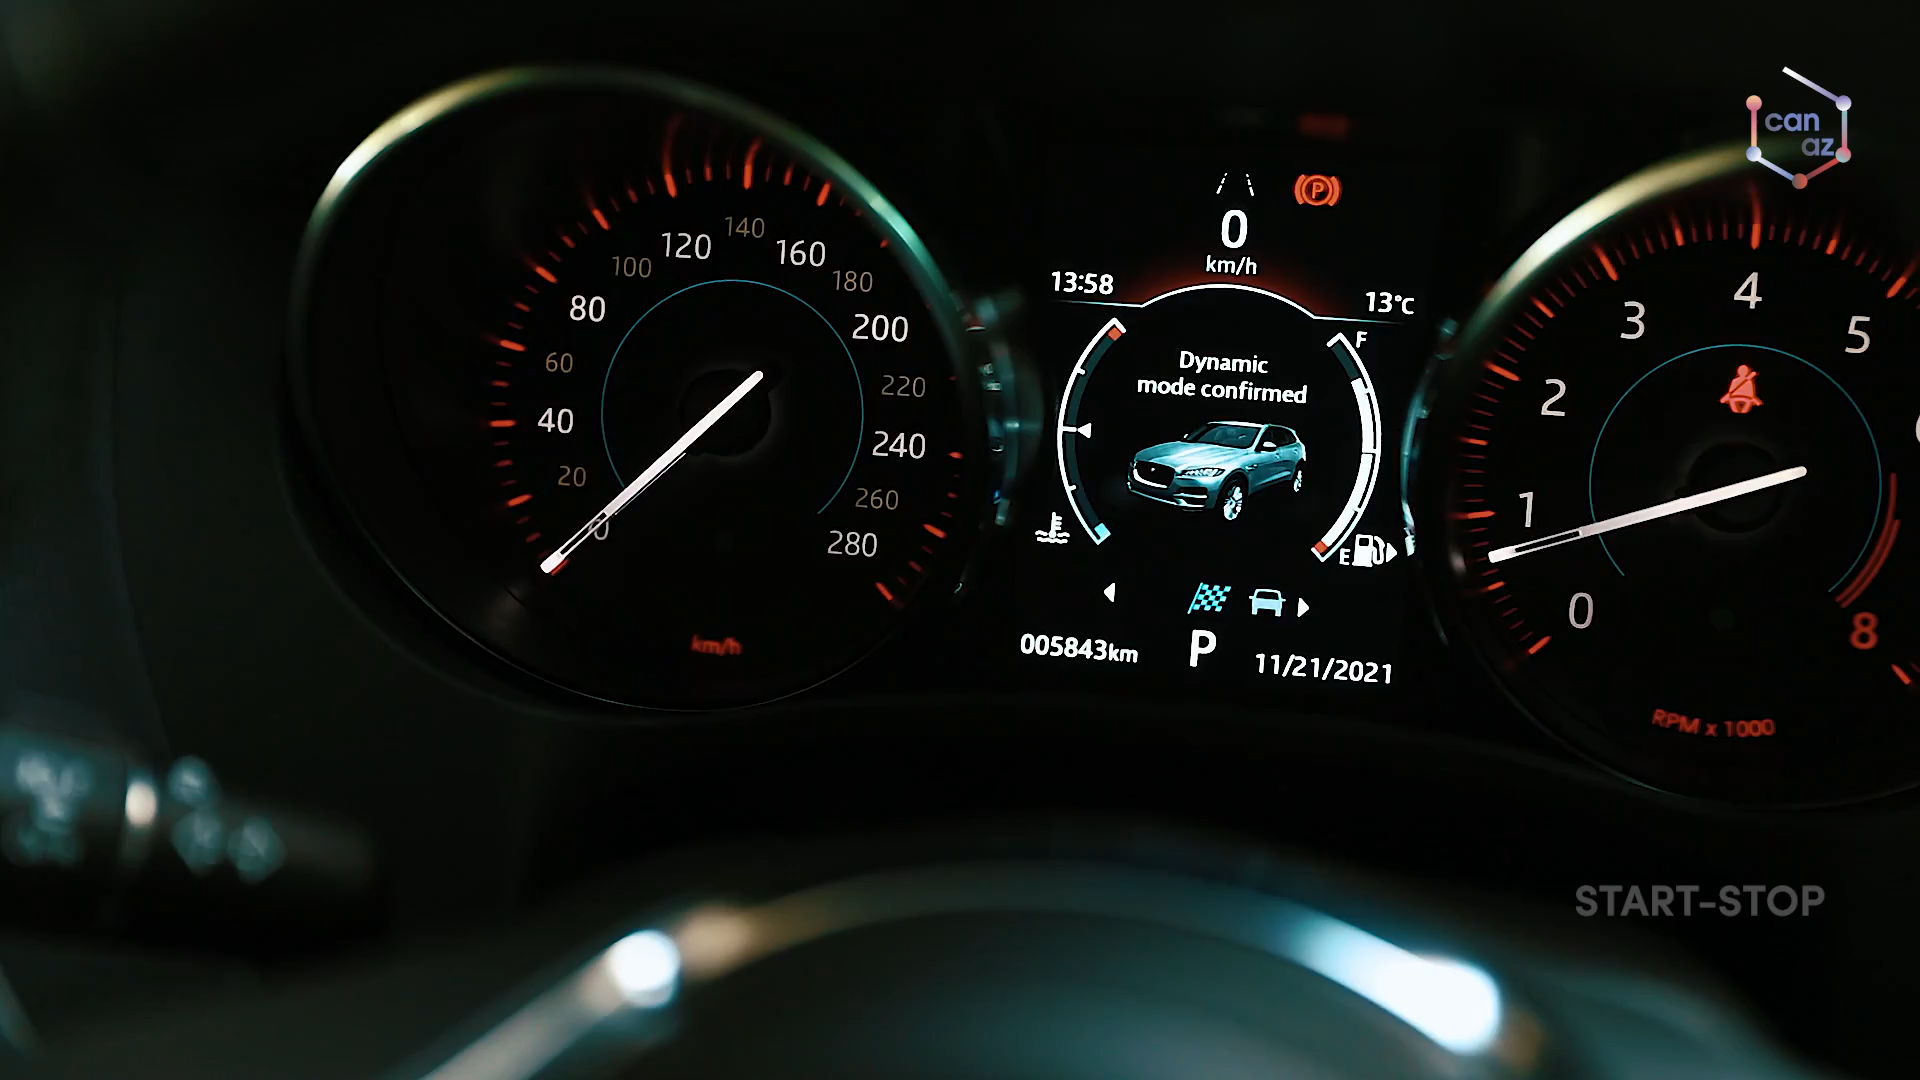 can
az
0
km/h
13:58
13°C
Dynamic
mode confirmed
F
E
005843km
P
11/21/2021
0
20
40
60
80
100
120
140
160
180
200
220
240
260
280
km/h
0
1
2
3
4
5
8
RPM x 1000
START-STOP